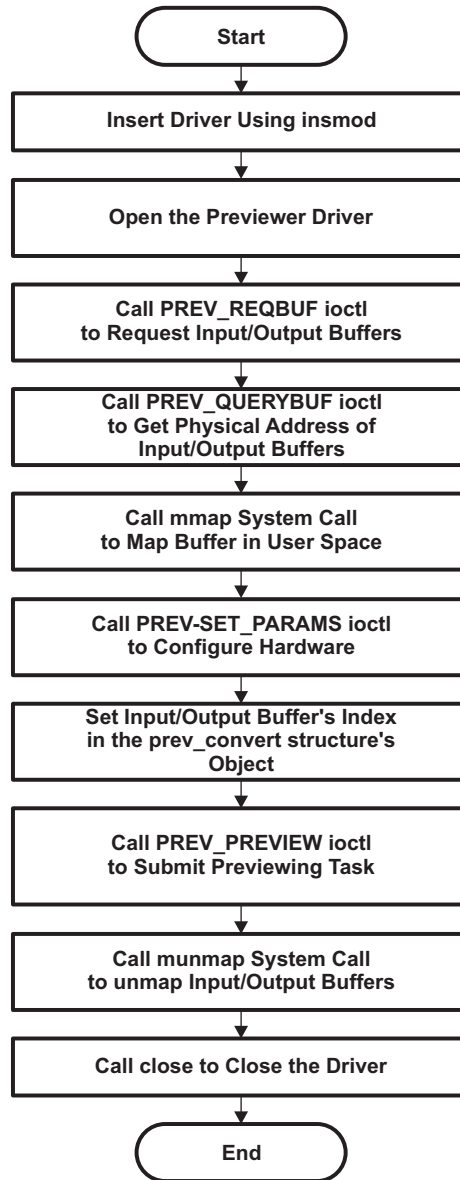 Start
Insert Driver Using insmod
Open the Previewer Driver
Call PREV_REQBUF ioctl
to Request Input/Output Buffers
Call PREV_QUERYBUF ioctl
to Get Physical Address of
Input/Output Buffers
Call mmap System Call
to Map Buffer in User Space
Call PREV-SET_PARAMS ioctl
to Configure Hardware
Set Input/Output Buffer's Index
in the prev_convert structure's
Object
Call PREV_PREVIEW ioctl
to Submit Previewing Task
Call munmap System Call
to unmap Input/Output Buffers
Call close to Close the Driver
End